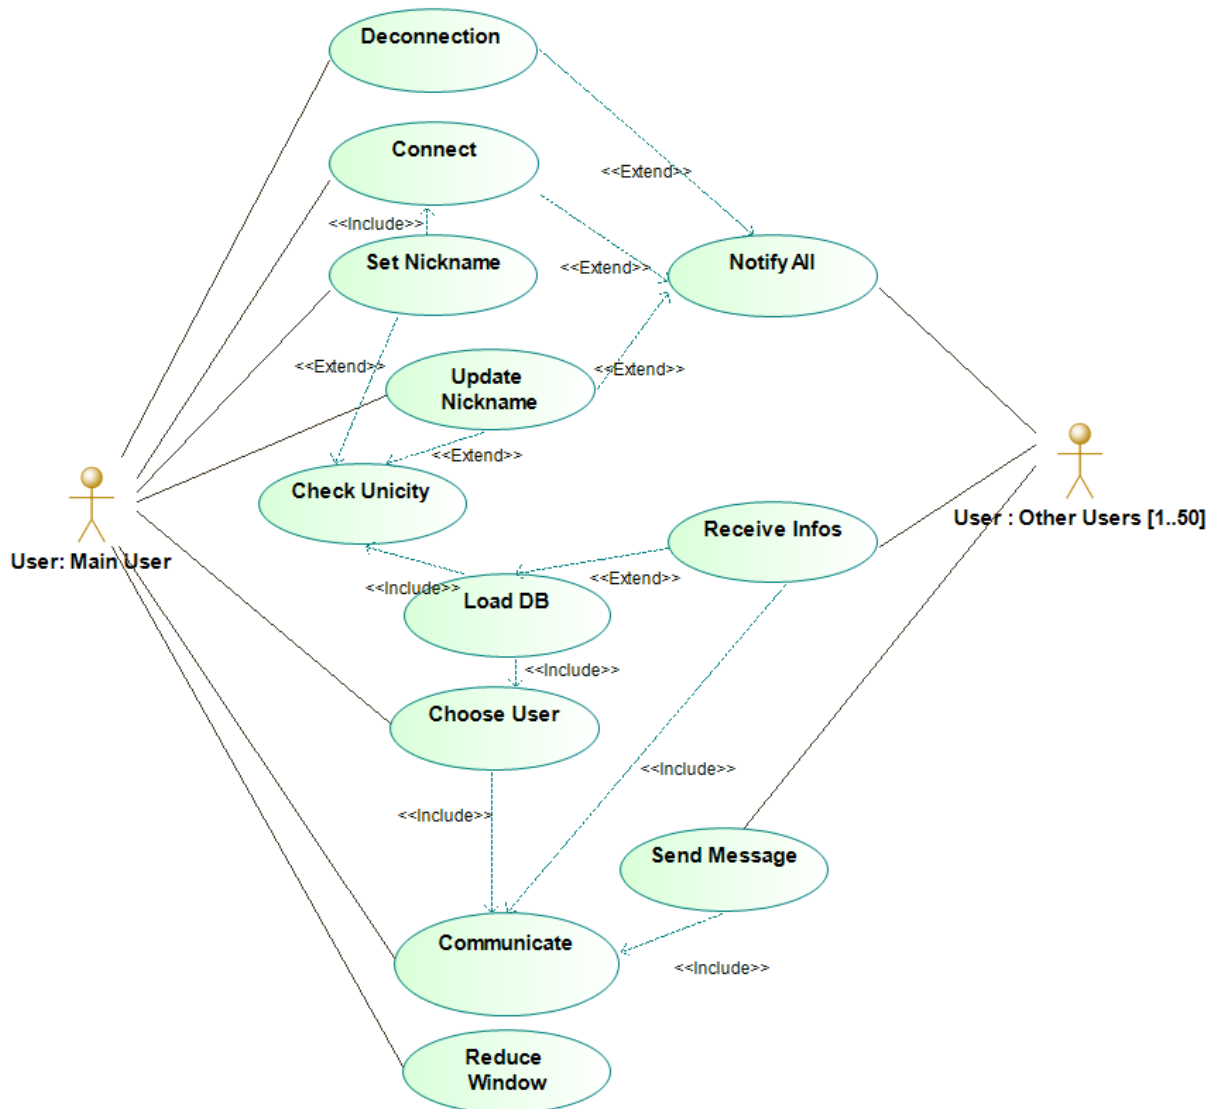 Deconnection
Connect
<<Extend>>
<<Include>>
Set Nickname
Notify All
<<Extend>>
<<Extend>>
<<Extend>>
Update
Nickname
<<Extend>>
Check Unicity
User: Main User
User : Other Users [1..50]
Receive Infos
<<Include>>
<<Extend>>
Load DB
<<Include>>
Choose User
<<Include>>
<<Include>>
Send Message
Communicate
<<Include>>
Reduce
Window